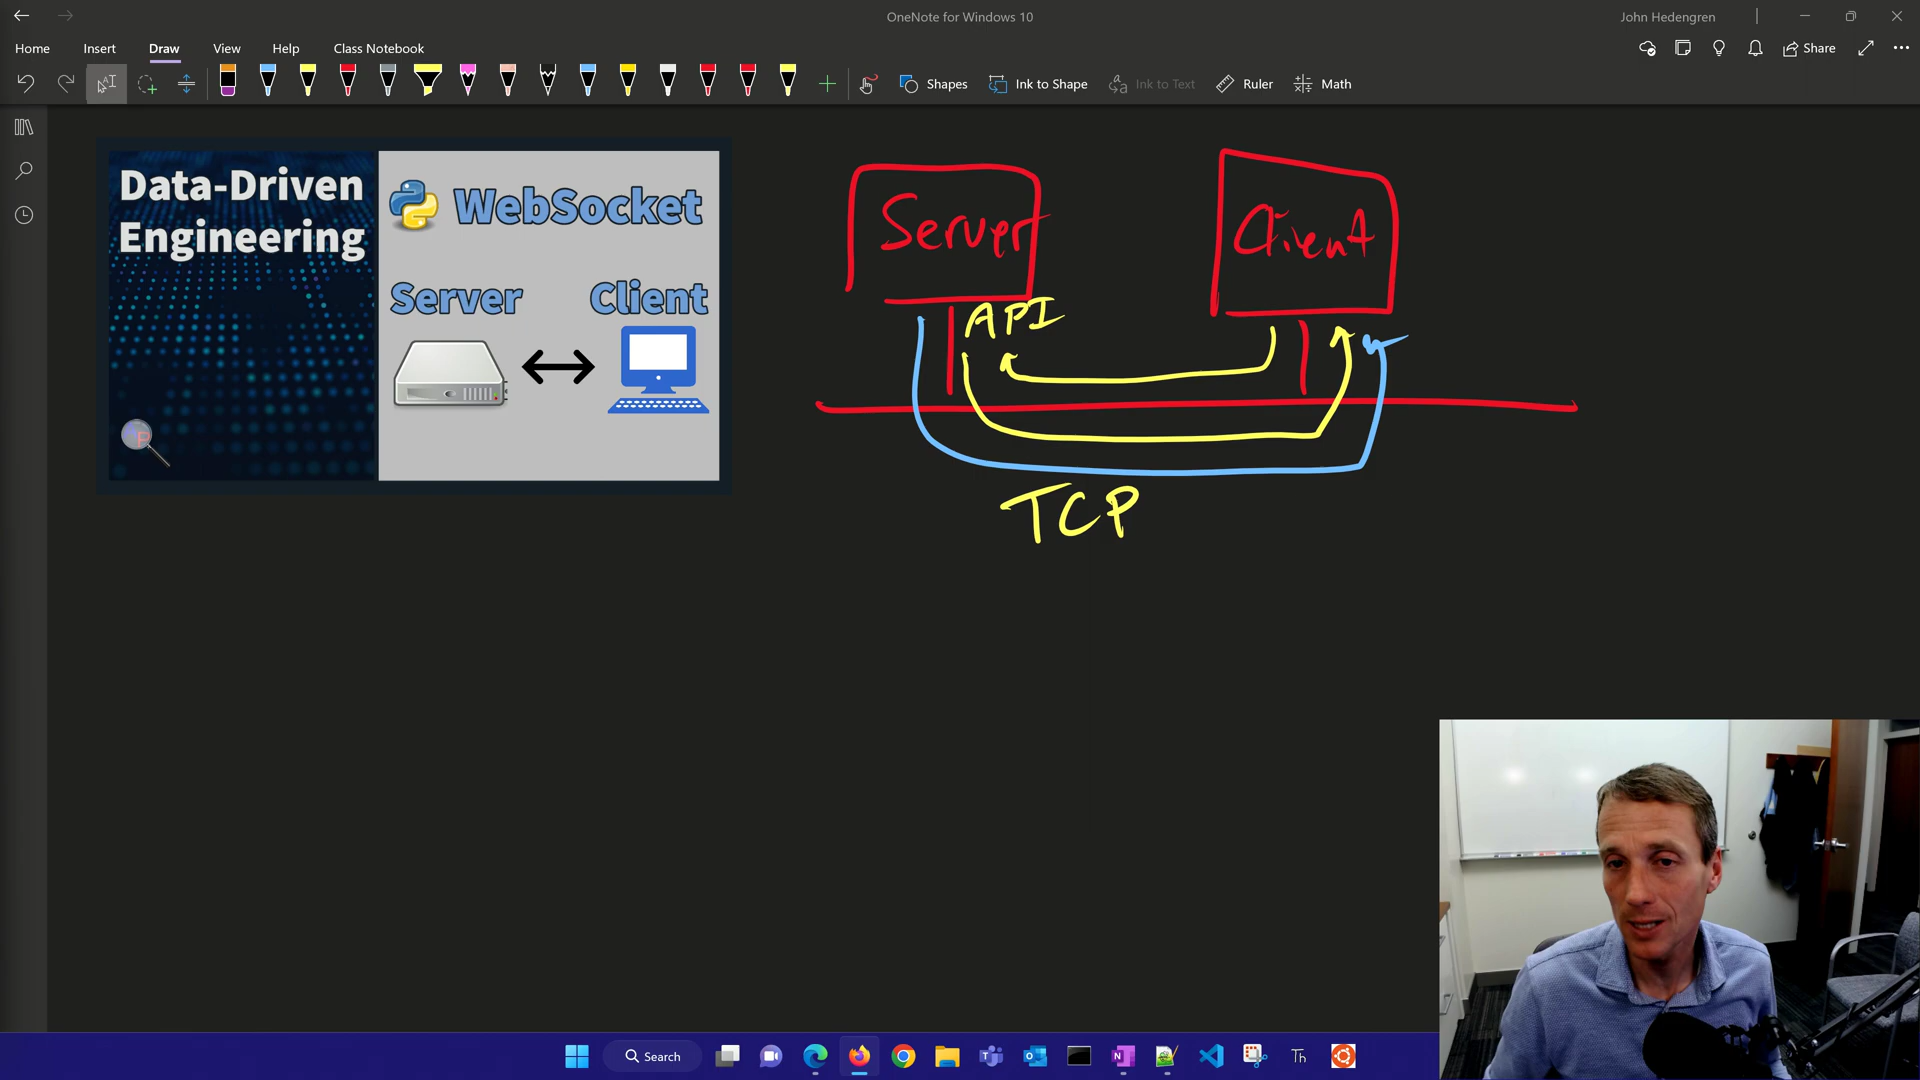 OneNote for Windows 10
John Hedengren
Home Insert Draw View Help Class Notebook
Share
Shapes Ink to Shape Ink to Text Ruler Math
Data-Driven
Engineering
WebSocket
Server Client
Server
Client
API
TCP
Search
Th